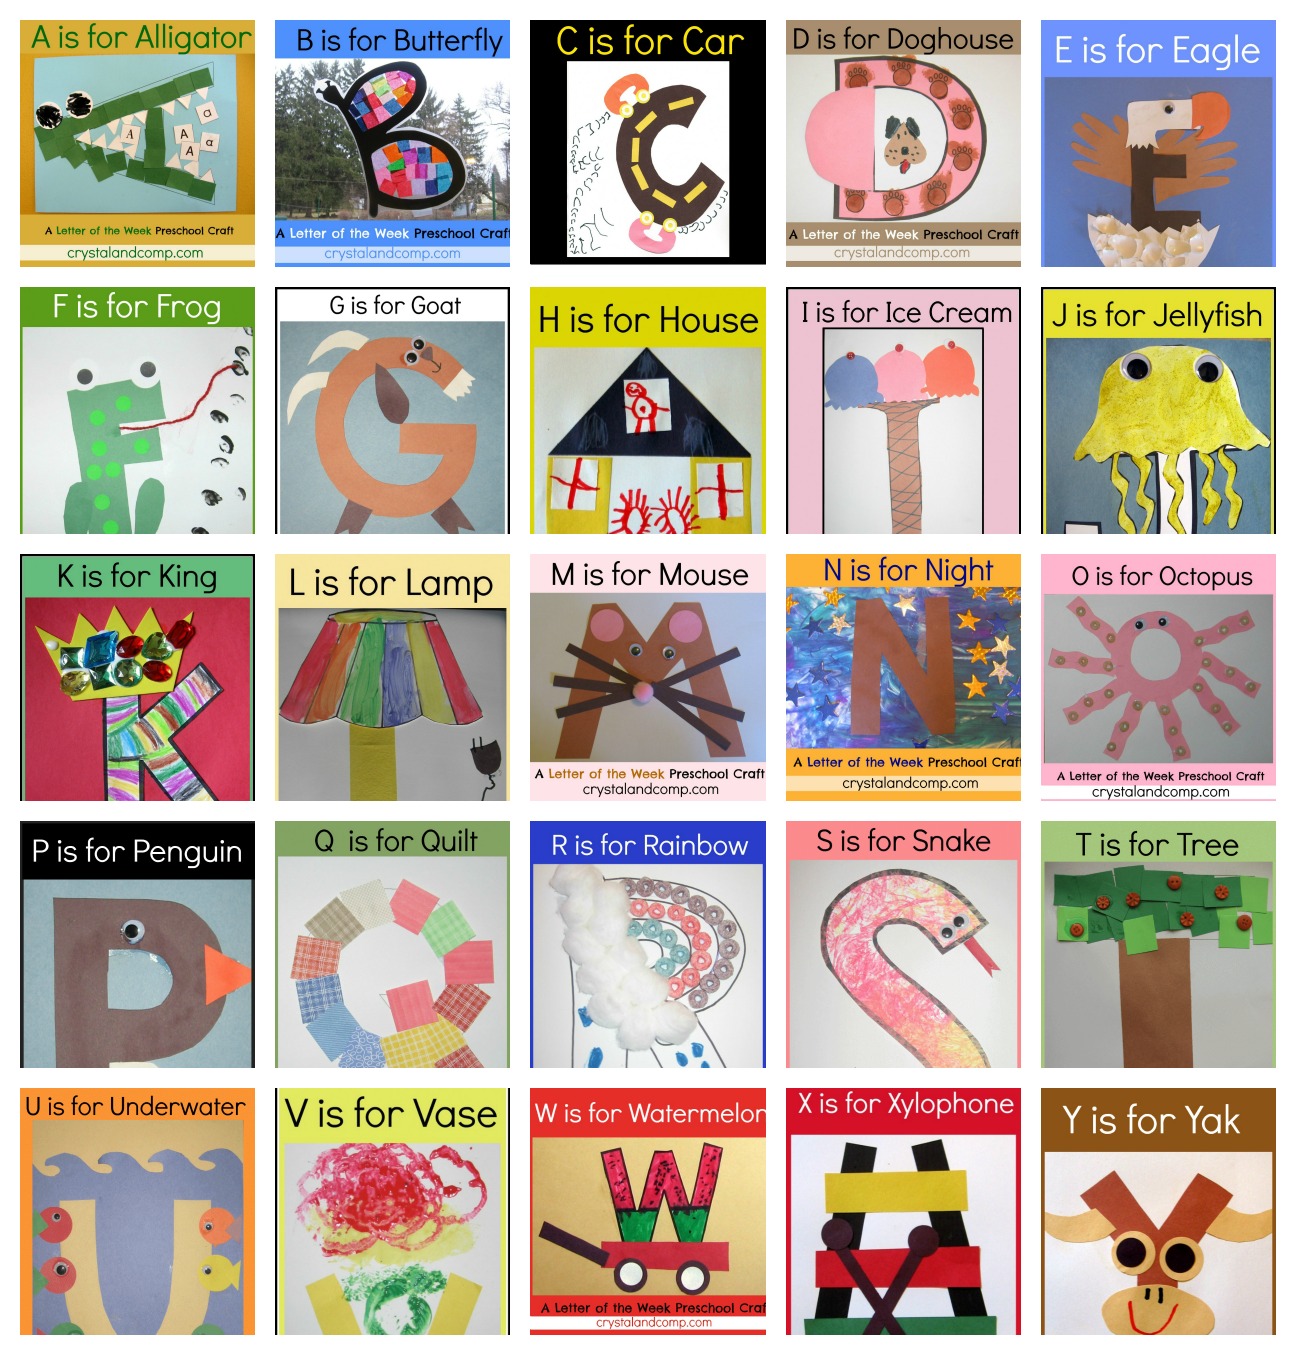 A is for Alligator
a
A
A
A
a
A Letter of the Week Preschool Craft
crystalandcomp.com
B is for Butterfly
A Letter of the Week Preschool Craft
crystalandcomp.com
C is for Car
D is for Doghouse
A Letter of the Week Preschool Craft
crystalandcomp.com
E is for Eagle
F is for Frog
G is for Goat
H is for House
I is for Ice Cream
J is for Jellyfish
K is for King
L is for Lamp
M is for Mouse
A Letter of the Week Preschool Craft
crystalandcomp.com
N is for Night
A Letter of the Week Preschool Craft
crystalandcomp.com
O is for Octopus
A Letter of the Week Preschool Craft
crystalandcomp.com
P is for Penguin
Q is for Quilt
R is for Rainbow
S is for Snake
T is for Tree
U is for Underwater
V is for Vase
W is for Watermelon
A Letter of the Week Preschool Craf
crystalandcomp.com
X is for Xylophone
Y is for Yak